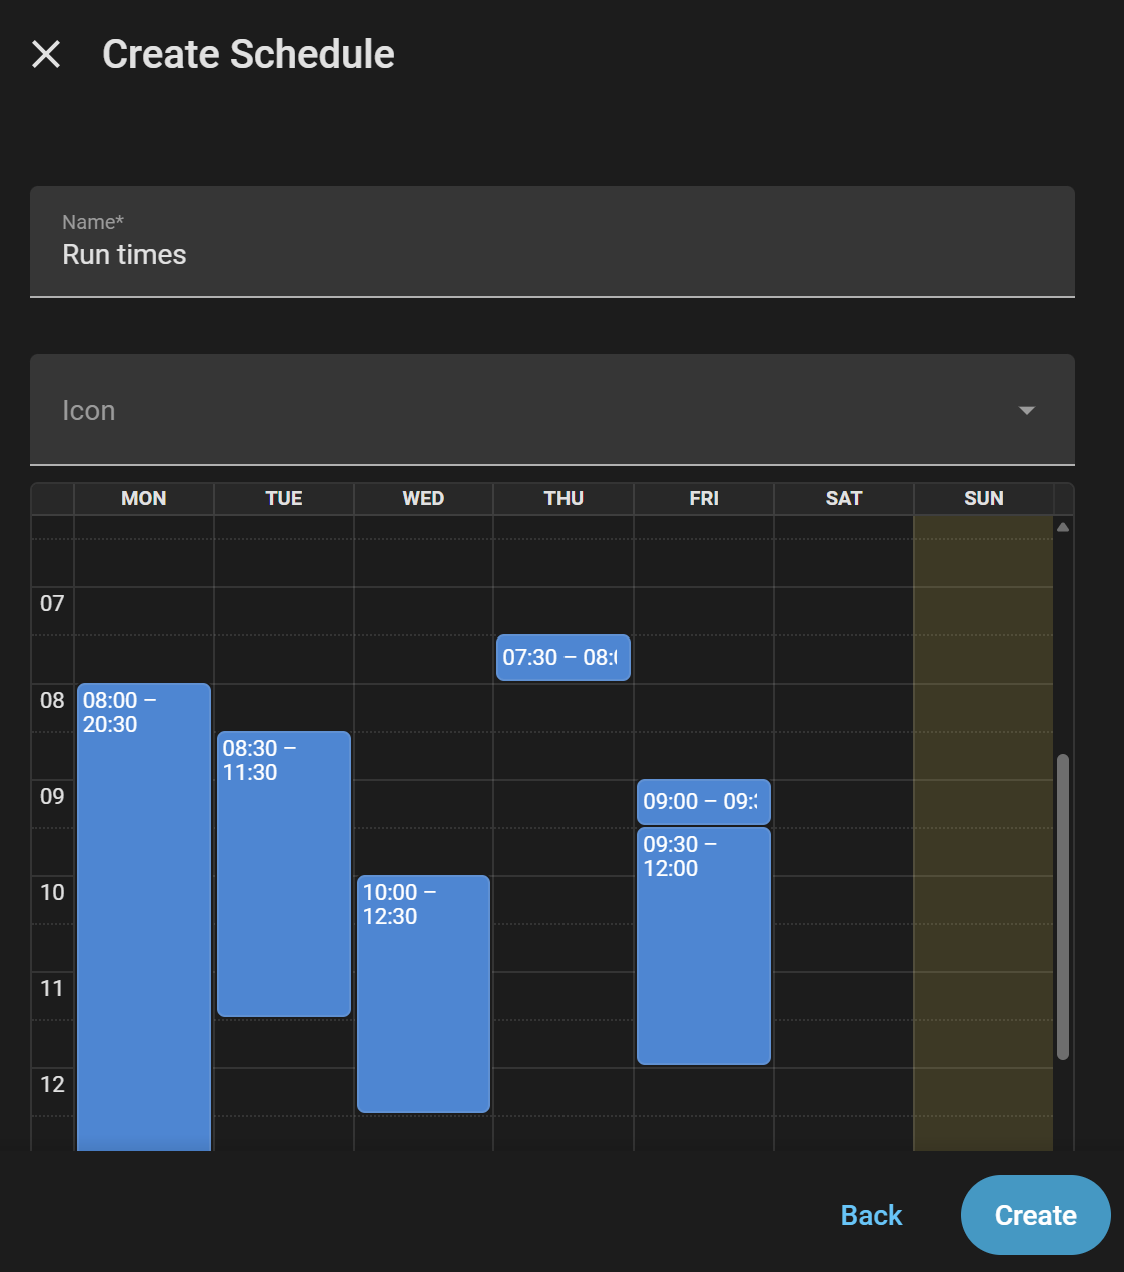 Create Schedule
Name*
Run times
Icon
MON TUE WED THU FRI SAT SUN
07
07:30 –
08
08:00 –
20:30
08:30 –
11:30
09
09:00 –
09:30 –
12:00
10
10:00 –
12:30
11
12
Back Create